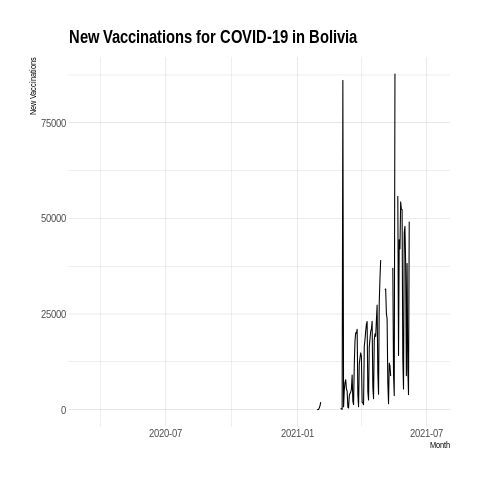 New Vaccinations for COVID-19 in Bolivia
New Vaccinations
75000
50000
25000
0
2020-07
2021-01
2021-07
Month